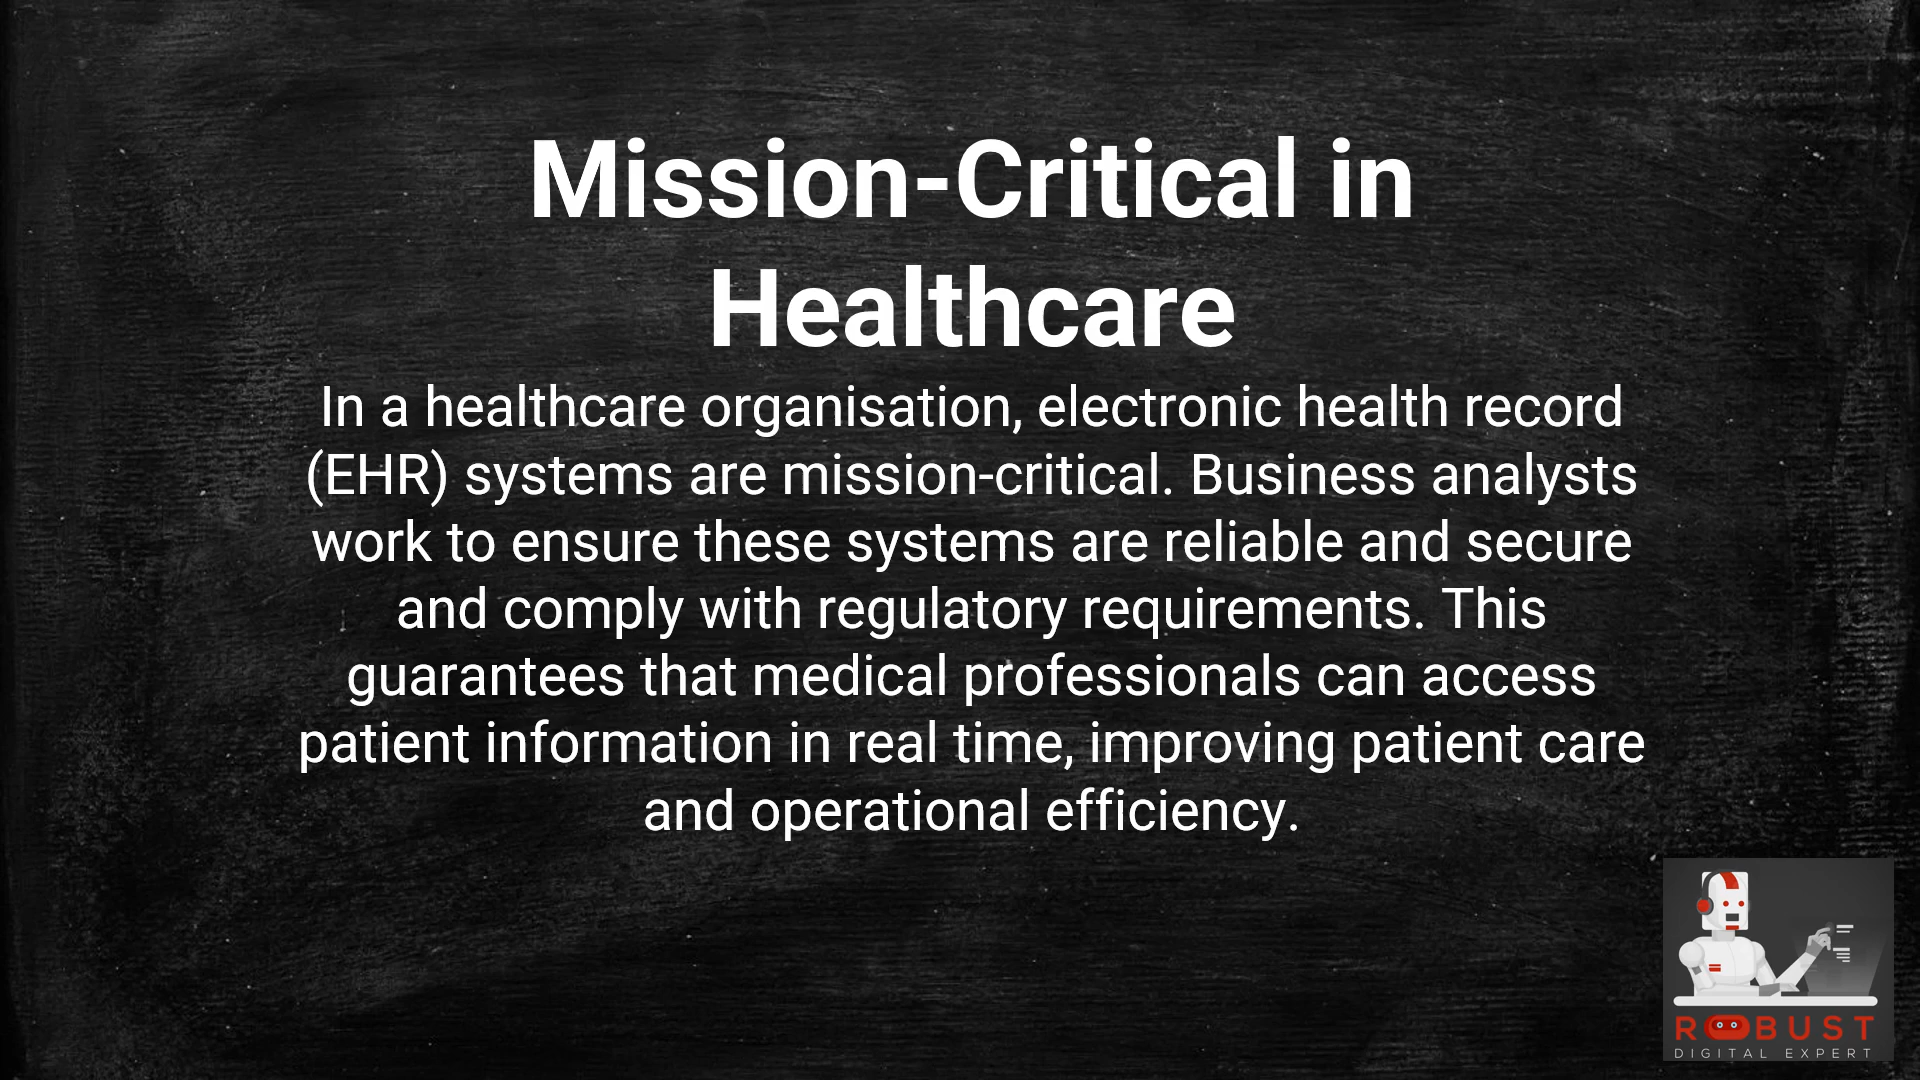 Mission-Critical in
Healthcare
In a healthcare organisation, electronic health record
(EHR) systems are mission-critical. Business analysts
work to ensure these systems are reliable and secure
and comply with regulatory requirements. This
guarantees that medical professionals can access
patient information in real time, improving patient care
and operational efficiency.
ROBUST
DIGITAL EXPERT